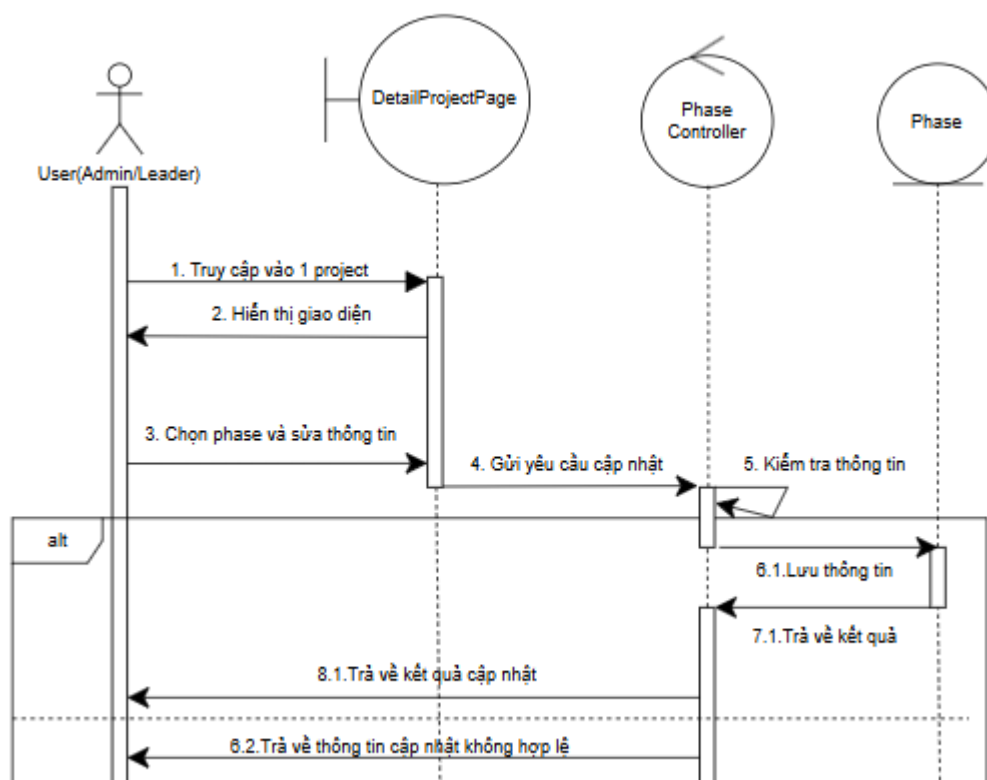 DetailProjectPage
Phase
Controller
Phase
User(Admin/Leader)
1. Truy cập vào 1 project
2. Hiển thị giao diện
3. Chọn phase và sửa thông tin
4. Gửi yêu cầu cập nhật
5. Kiểm tra thông tin
alt
6.1.Lưu thông tin
7.1.Trả về kết quả
8.1.Trả về kết quả cập nhật
6.2.Trả về thông tin cập nhật không hợp lệ